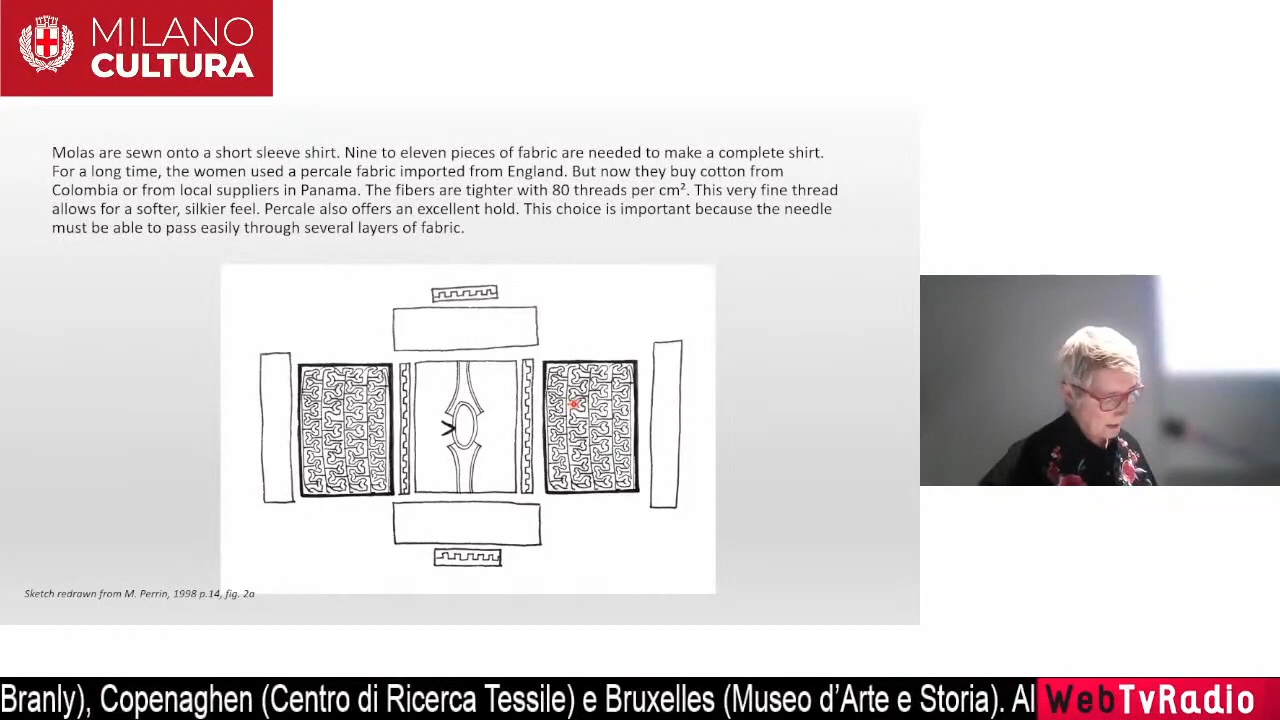 MILANO
CULTURA
Molas are sewn onto a short sleeve shirt. Nine to eleven pieces of fabric are needed to make a complete shirt.
For a long time, the women used a percale fabric imported from England. But now they buy cotton from
Colombia or from local suppliers in Panama. The fibers are tighter with 80 threads per cm². This very fine thread
allows for a softer, silkier feel. Percale also offers an excellent hold. This choice is important because the needle
must be able to pass easily through several layers of fabric.
Sketch redrawn from M. Perrin, 1998 p.14, fig. 2a
Branly), Copenaghen (Centro di Ricerca Tessile) e Bruxelles (Museo d’Arte e Storia). Al
WebTvRadio